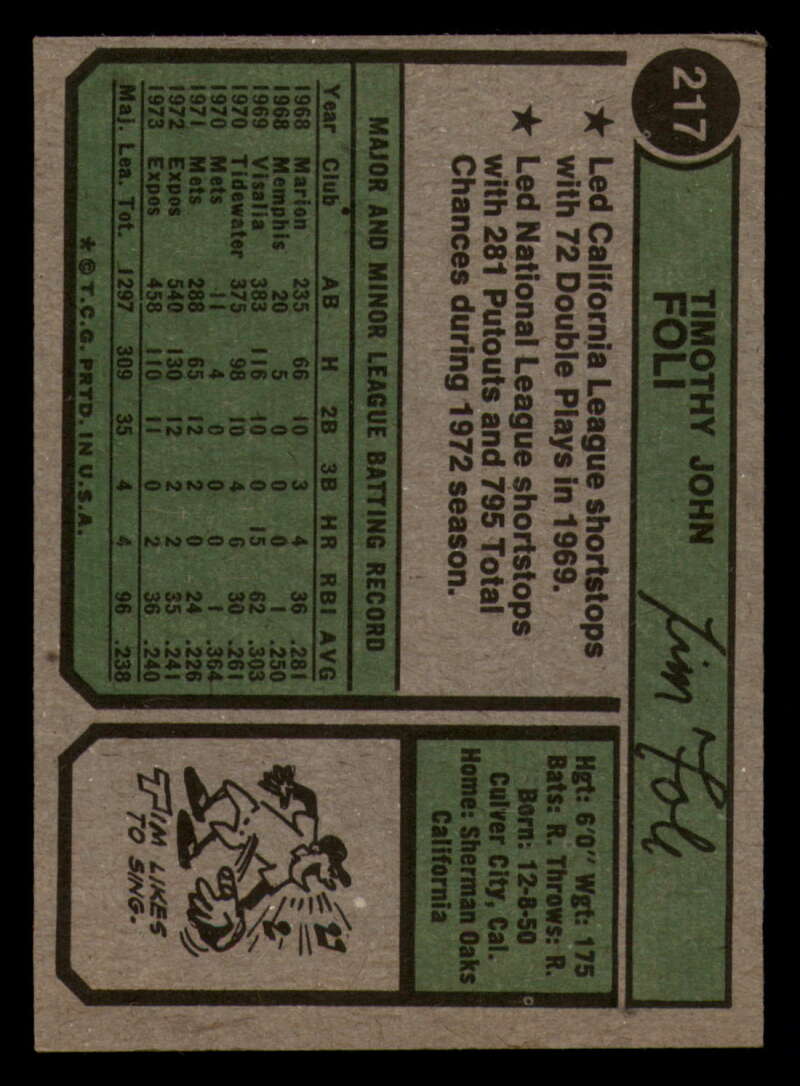 217
TIMOTHY JOHN
FOLI
Tim Foli
★ Led California League shortstops
with 72 Double Plays in 1969.
★ Led National League shortstops
with 281 Putouts and 795 Total
Chances during 1972 season.
Hgt: 6'0" Wgt: 175
Bats: R. Throws: R.
Born: 12-8-50
Culver City, Cal.
Home: Sherman Oaks
California
MAJOR AND MINOR LEAGUE BATTING RECORD
Year Club AB H 2B 3B HR RBI AVG
1968 Marion 235 66 10 3 4 36 .281
1968 Memphis 20 5 0 0 0 1 .250
1969 Visalia 383 116 10 0 15 62 .303
1970 Tidewater 375 98 10 4 6 30 .261
1970 Mets 11 4 0 0 0 1 .364
1971 Mets 288 65 12 2 0 24 .226
1972 Expos 540 130 12 2 2 35 .241
1973 Expos 458 110 11 0 2 36 .240
Maj. Lea. Tot. 1297 309 35 4 4 96 .238
* © T.C.G. PRTD. IN U.S.A.
TIM LIKES
TO SING.